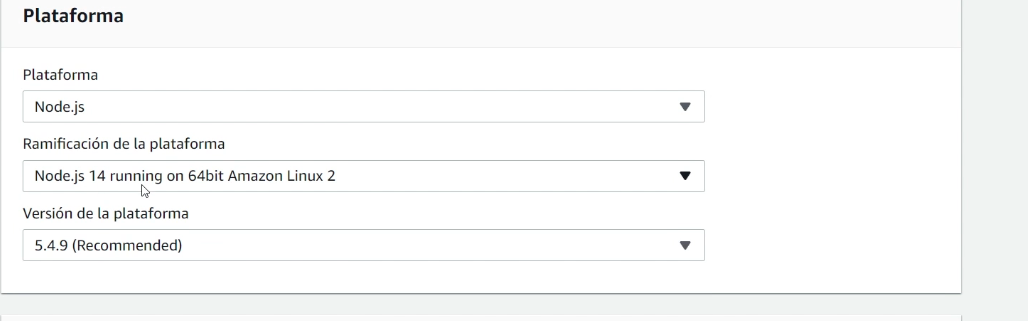 Plataforma
Plataforma
Node.js
Ramificación de la plataforma
Node.js 14 running on 64bit Amazon Linux 2
Versión de la plataforma
5.4.9 (Recommended)